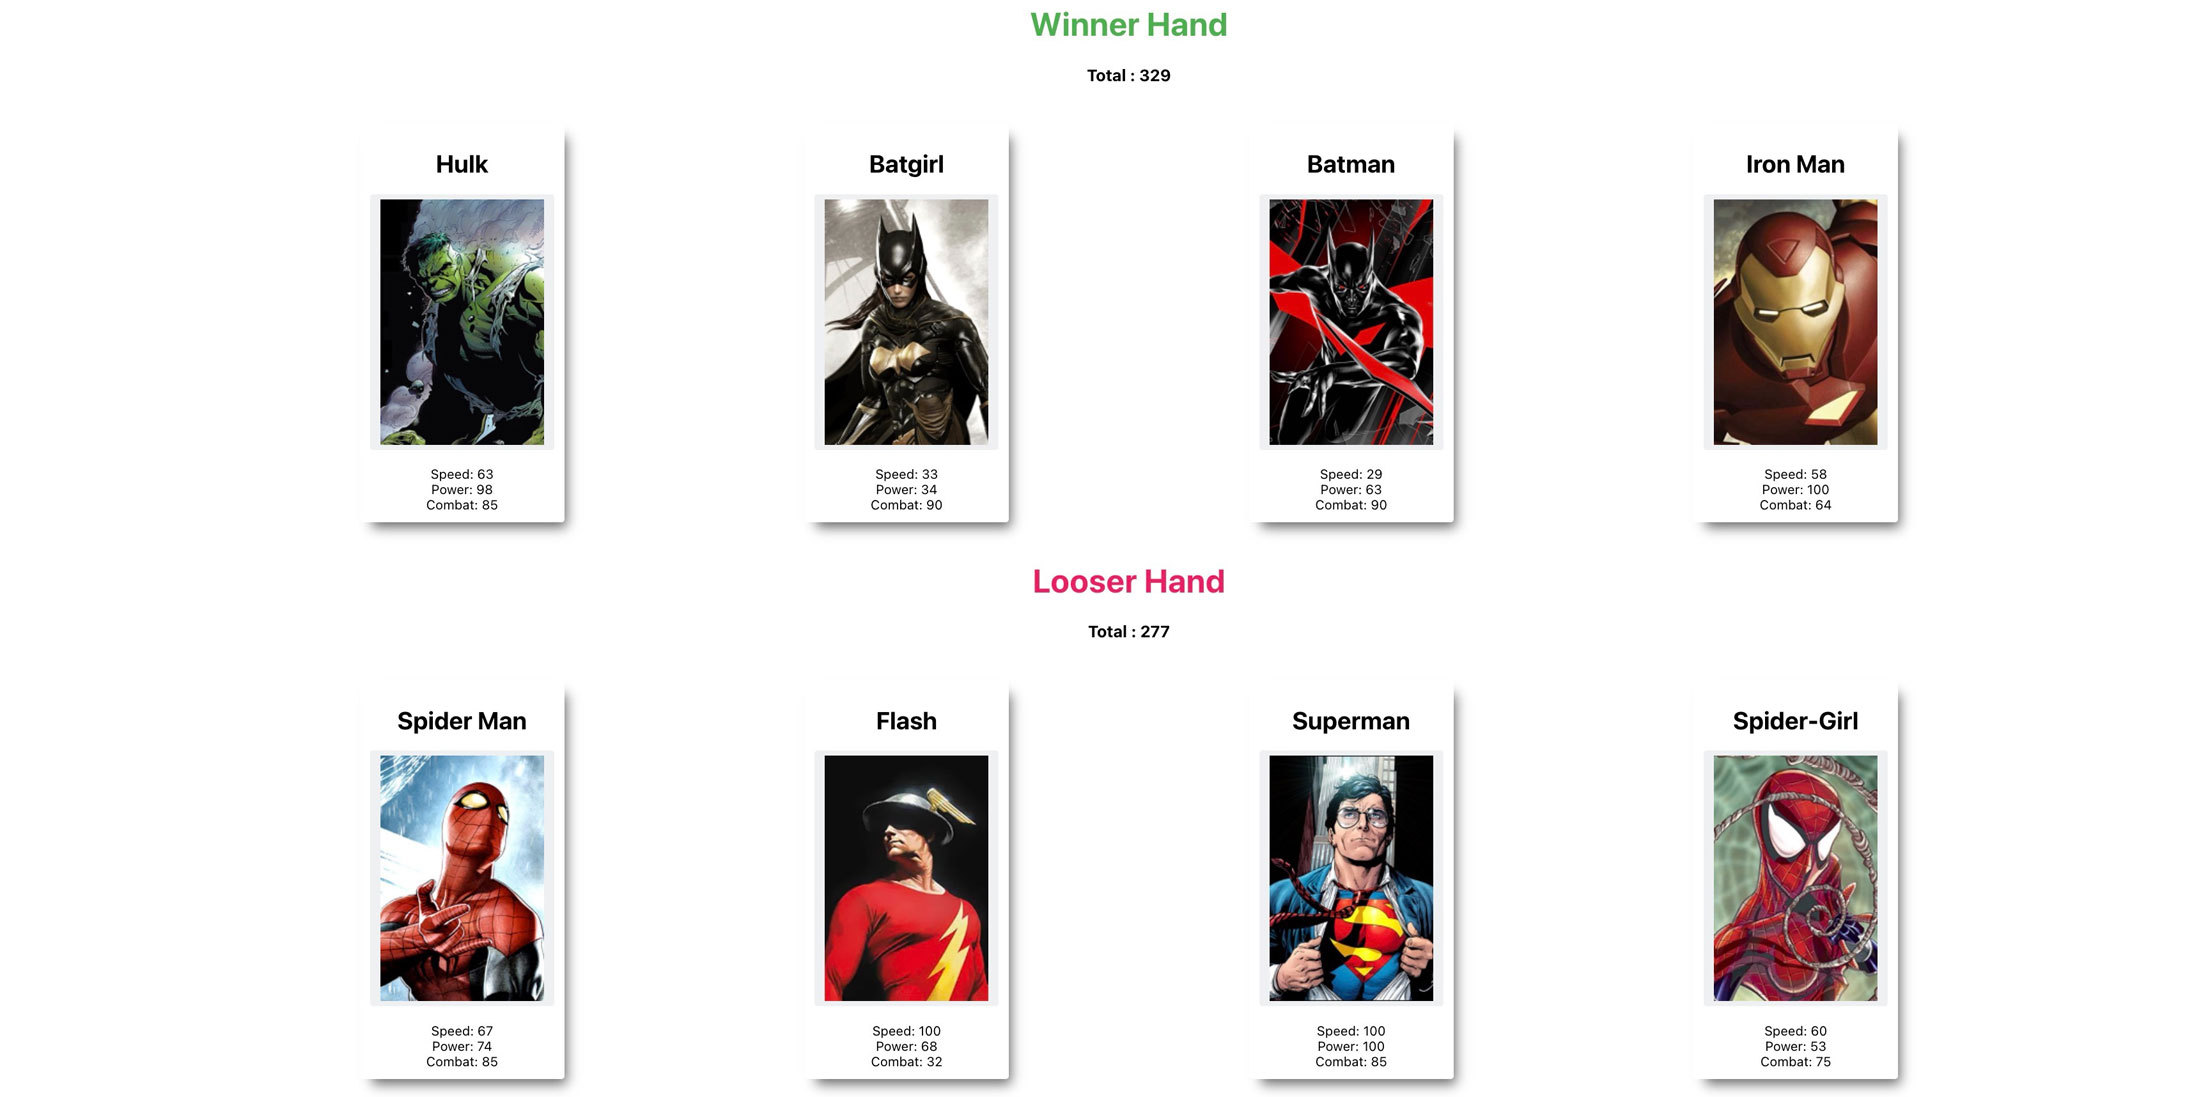 Winner Hand
Total : 329
Hulk
Batgirl
Batman
Iron Man
Speed: 63
Power: 98
Combat: 85
Speed: 33
Power: 34
Combat: 90
Speed: 29
Power: 63
Combat: 90
Speed: 58
Power: 100
Combat: 64
Looser Hand
Total : 277
Spider Man
Flash
Superman
Spider-Girl
Speed: 67
Power: 74
Combat: 85
Speed: 100
Power: 68
Combat: 32
Speed: 100
Power: 100
Combat: 85
Speed: 60
Power: 53
Combat: 75